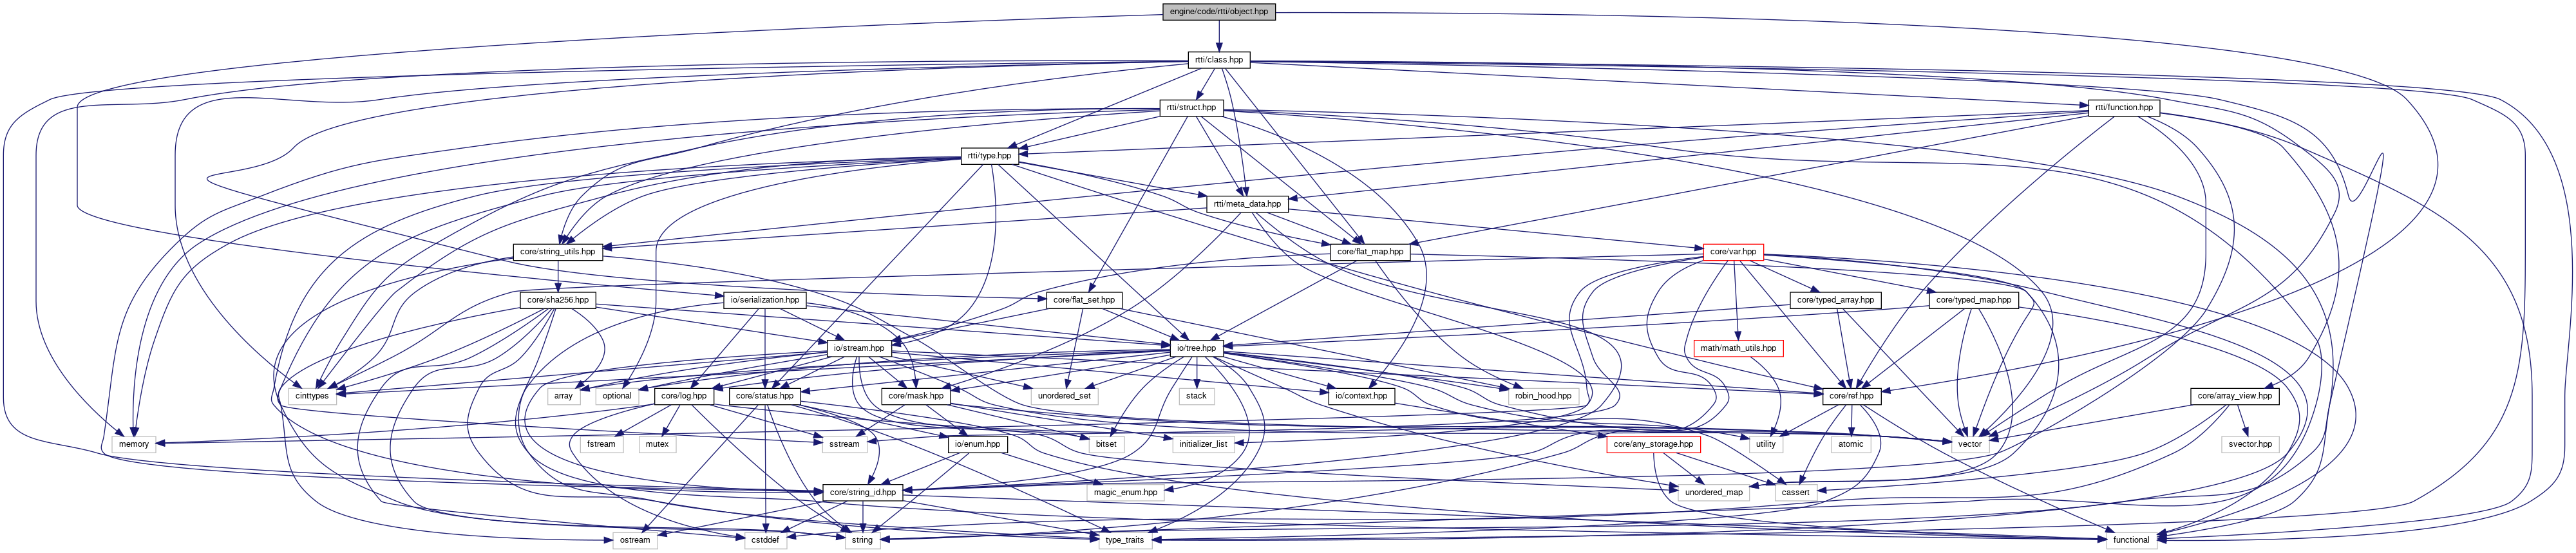 engine/code/rtti/object.hpp
rtti/class.hpp
rtti/struct.hpp
rtti/function.hpp
rtti/type.hpp
rtti/meta_data.hpp
core/string_utils.hpp
core/flat_map.hpp
core/var.hpp
core/sha256.hpp
io/serialization.hpp
core/flat_set.hpp
core/typed_array.hpp
core/typed_map.hpp
io/stream.hpp
io/tree.hpp
math/math_utils.hpp
cinttypes
array
optional
core/log.hpp
core/status.hpp
core/mask.hpp
unordered_set
stack
io/context.hpp
robin_hood.hpp
core/ref.hpp
core/array_view.hpp
memory
fstream
mutex
sstream
io/enum.hpp
bitset
initializer_list
core/any_storage.hpp
utility
atomic
vector
svector.hpp
core/string_id.hpp
magic_enum.hpp
unordered_map
cassert
ostream
cstddef
string
type_traits
functional